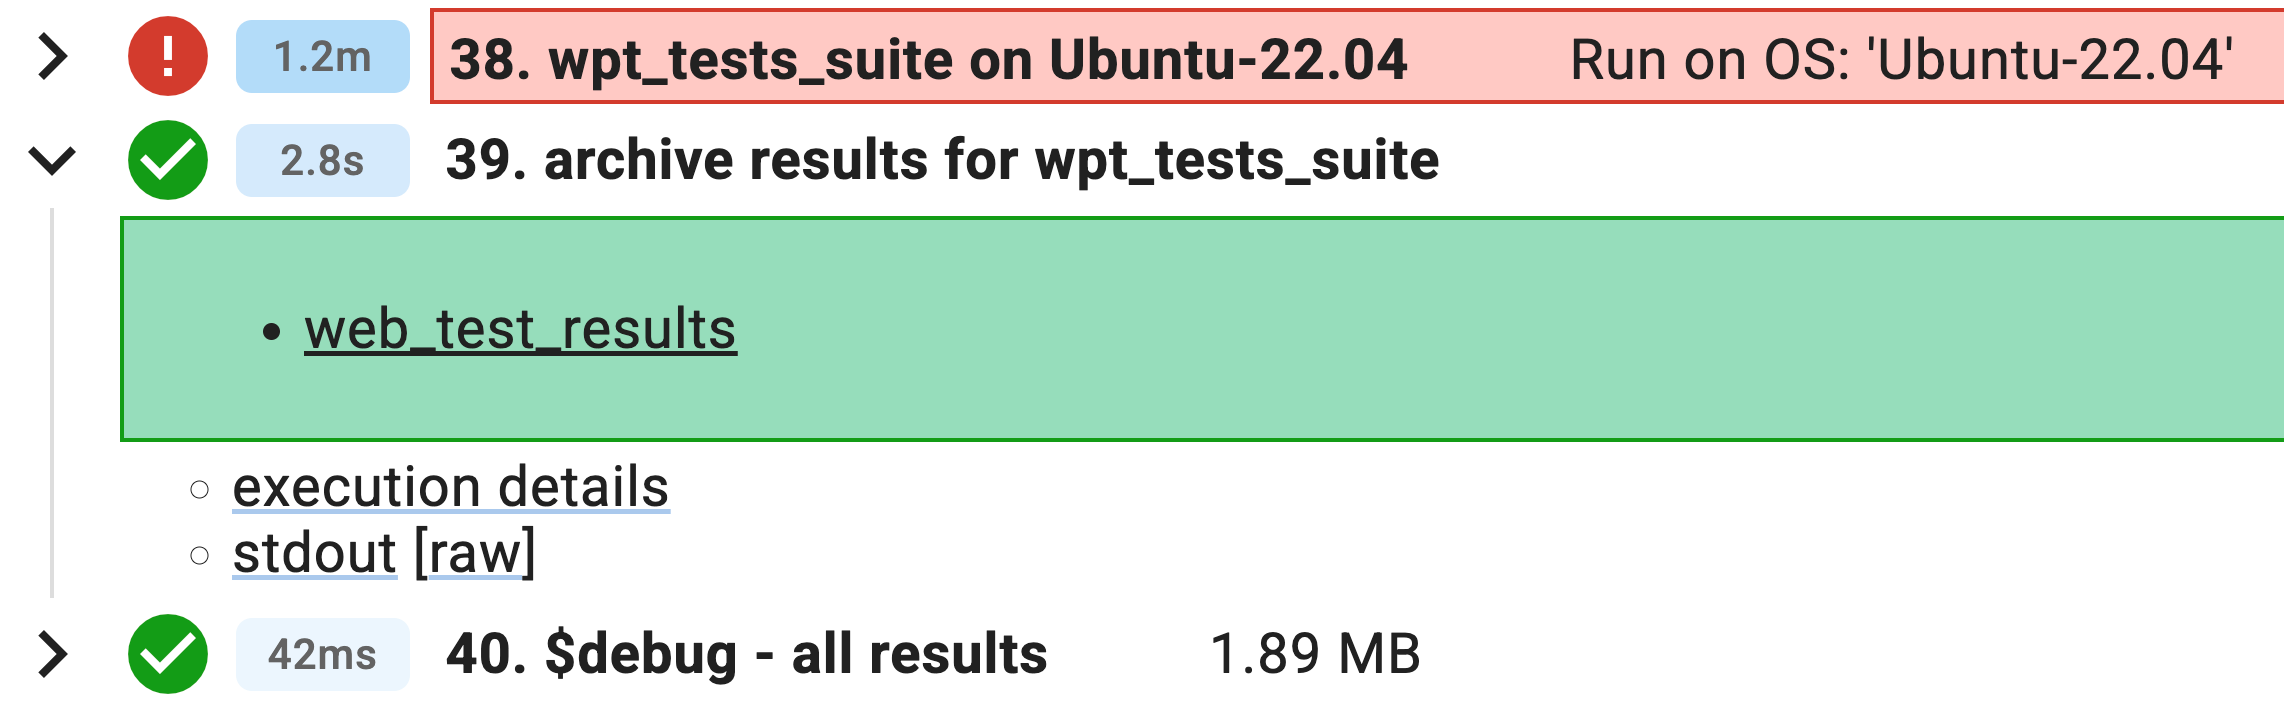 1.2m 38. wpt_tests_suite on Ubuntu-22.04 Run on OS: 'Ubuntu-22.04'
2.8s 39. archive results for wpt_tests_suite
web_test_results
execution details
stdout [raw]
42ms 40. $debug - all results 1.89 MB